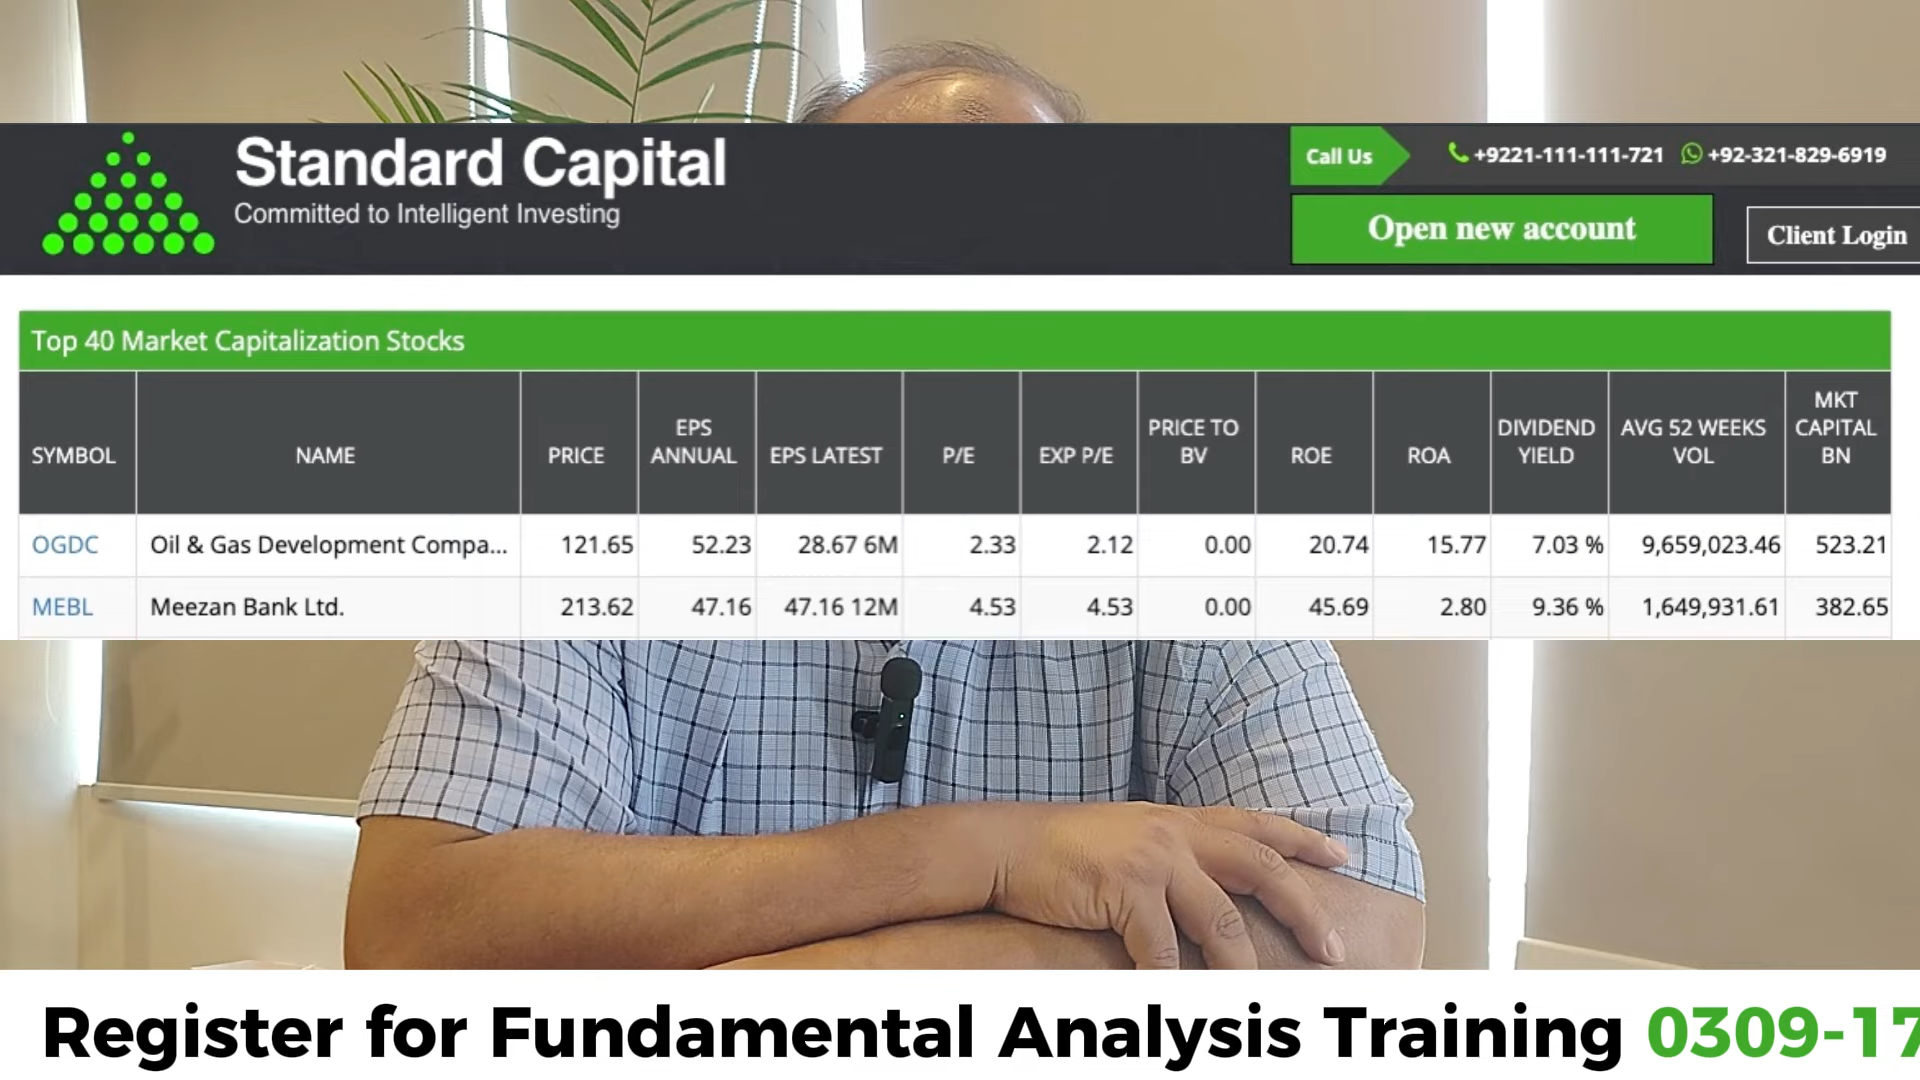 Standard Capital
Committed to Intelligent Investing
Call Us +9221-111-111-721 +92-321-829-6919
Open new account
Client Login
Top 40 Market Capitalization Stocks
SYMBOL NAME PRICE EPS ANNUAL EPS LATEST P/E EXP P/E PRICE TO BV ROE ROA DIVIDEND YIELD AVG 52 WEEKS VOL MKT CAPITAL BN
OGDC Oil & Gas Development Compa... 121.65 52.23 28.67 6M 2.33 2.12 0.00 20.74 15.77 7.03 % 9,659,023.46 523.21
MEBL Meezan Bank Ltd. 213.62 47.16 47.16 12M 4.53 4.53 0.00 45.69 2.80 9.36 % 1,649,931.61 382.65
Register for Fundamental Analysis Training 0309-17